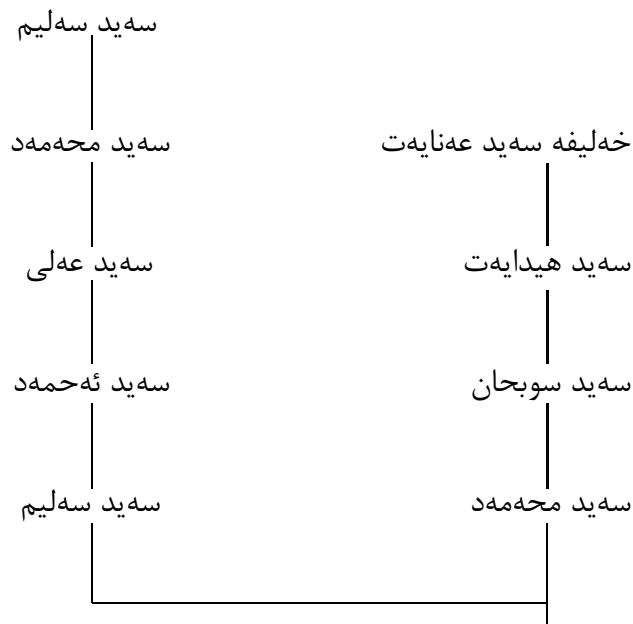 سەید سەلیم
خەلیفە سەید عەنایەت
سەید محەمەد
سەید هیدایەت
سەید عەلی
سەید سوبحان
سەید ئەحمەد
سەید محەمەد
سەید سەلیم